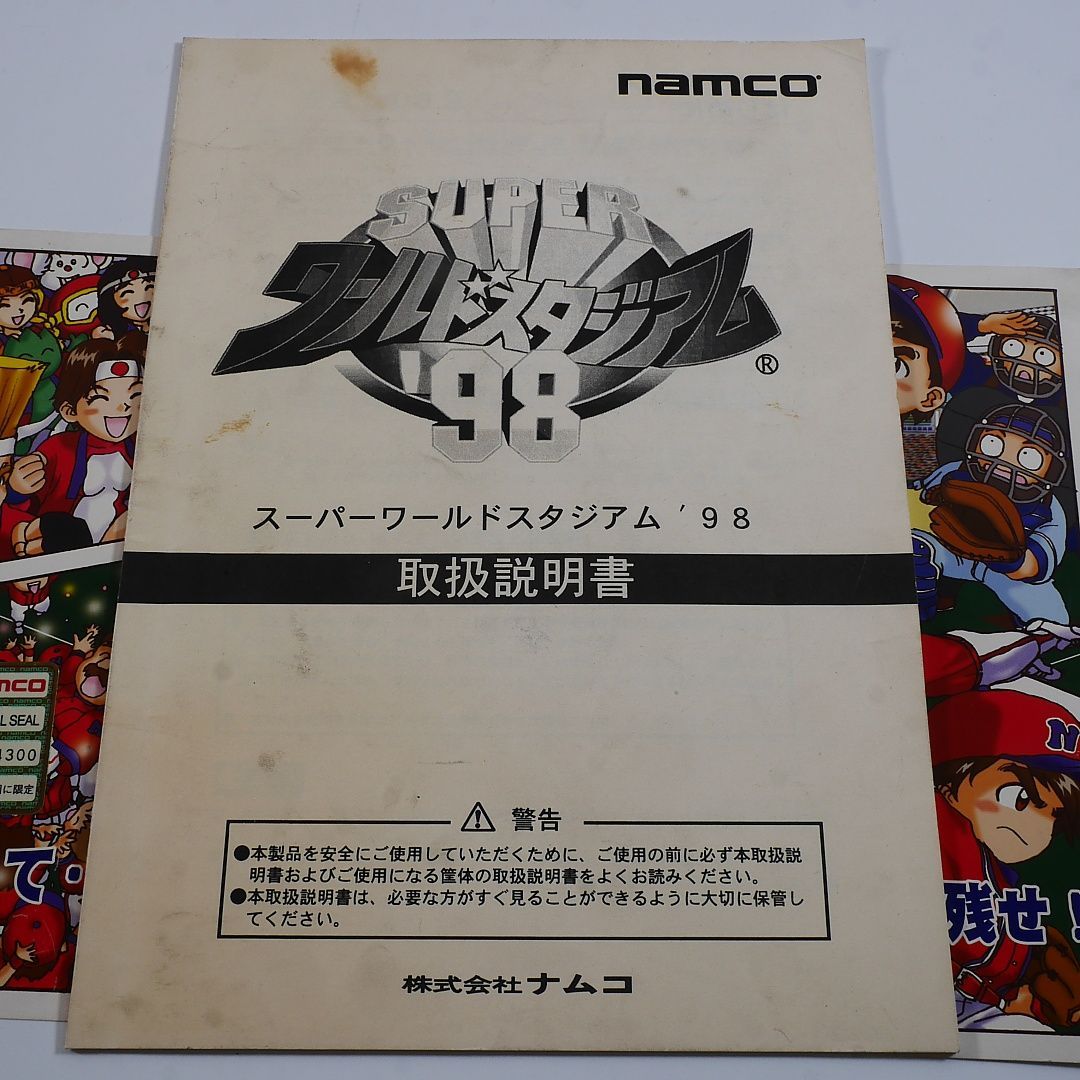 namco
SUPER
ワールドスタジアム
'98
®
スーパーワールドスタジアム ’９８
取扱説明書
⚠ 警告
●本製品を安全にご使用していただくために、ご使用の前に必ず本取扱説
明書およびご使用になる筐体の取扱説明書をよくお読みください。
●本取扱説明書は、必要な方がすぐ見ることができるように大切に保管し
てください。
株式会社ナムコ
mco
L SEAL
4300
に限定
て・
N
残せ！